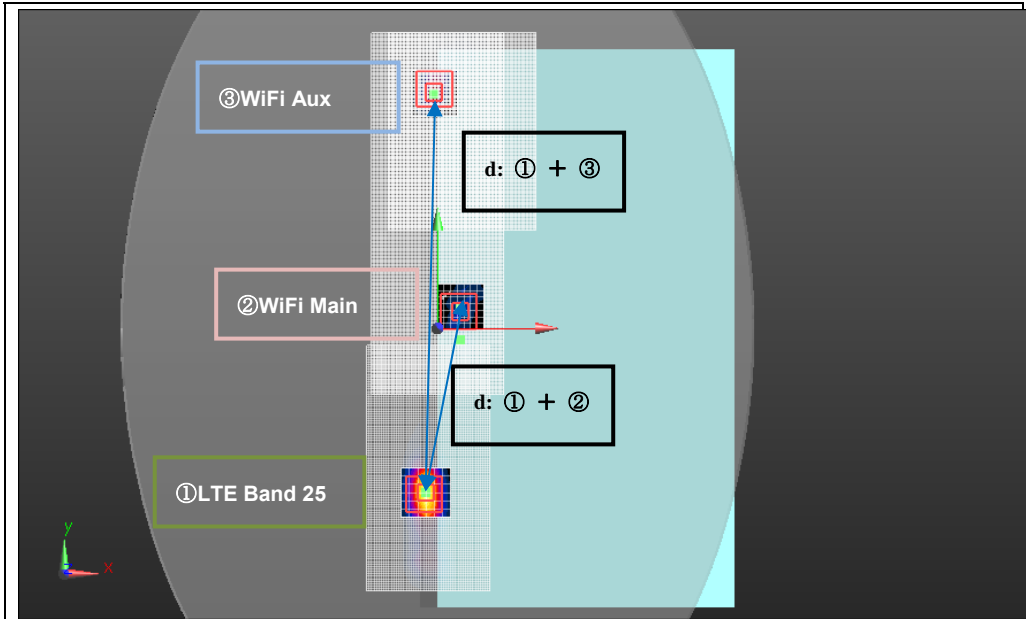 ③WiFi Aux
d: ① + ③
②WiFi Main
d: ① + ②
①LTE Band 25
y
x